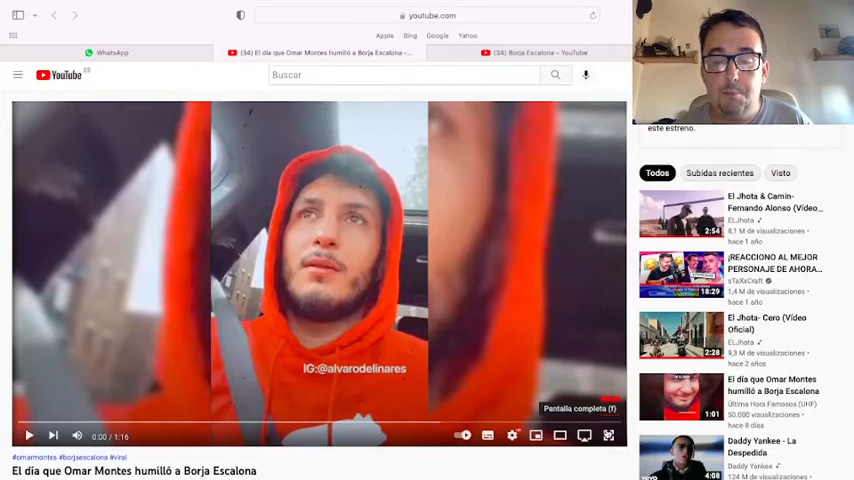 youtube.com
Apple Bing Google Yahoo
WhatsApp
(34) El día que Omar Montes humilló a Borja Escalona -...
(34) Borja Escalona - YouTube
YouTube ES
Buscar
este estreno.
Todos
Subidas recientes
Visto
El Jhota & Camin-
Fernando Alonso (Vídeo...
ELJhota
8,1 M de visualizaciones
hace 1 año
2:54
¡REACCIONO AL MEJOR
PERSONAJE DE AHORA...
sTaXxCraft
1,4 M de visualizaciones
hace 1 año
18:29
El Jhota- Cero (Vídeo
Oficial)
ELJhota
9,3 M de visualizaciones
hace 2 años
2:28
El día que Omar Montes
humilló a Borja Escalona
Última Hora Famosos (UHF)
50.000 visualizaciones
hace 8 días
1:01
Daddy Yankee - La
Despedida
Daddy Yankee
124 M de visualizaciones
4:08
IG:@alvarodelinares
Pantalla completa (f)
0:00 / 1:16
#omarmontes #borjaescalona #viral
El día que Omar Montes humilló a Borja Escalona